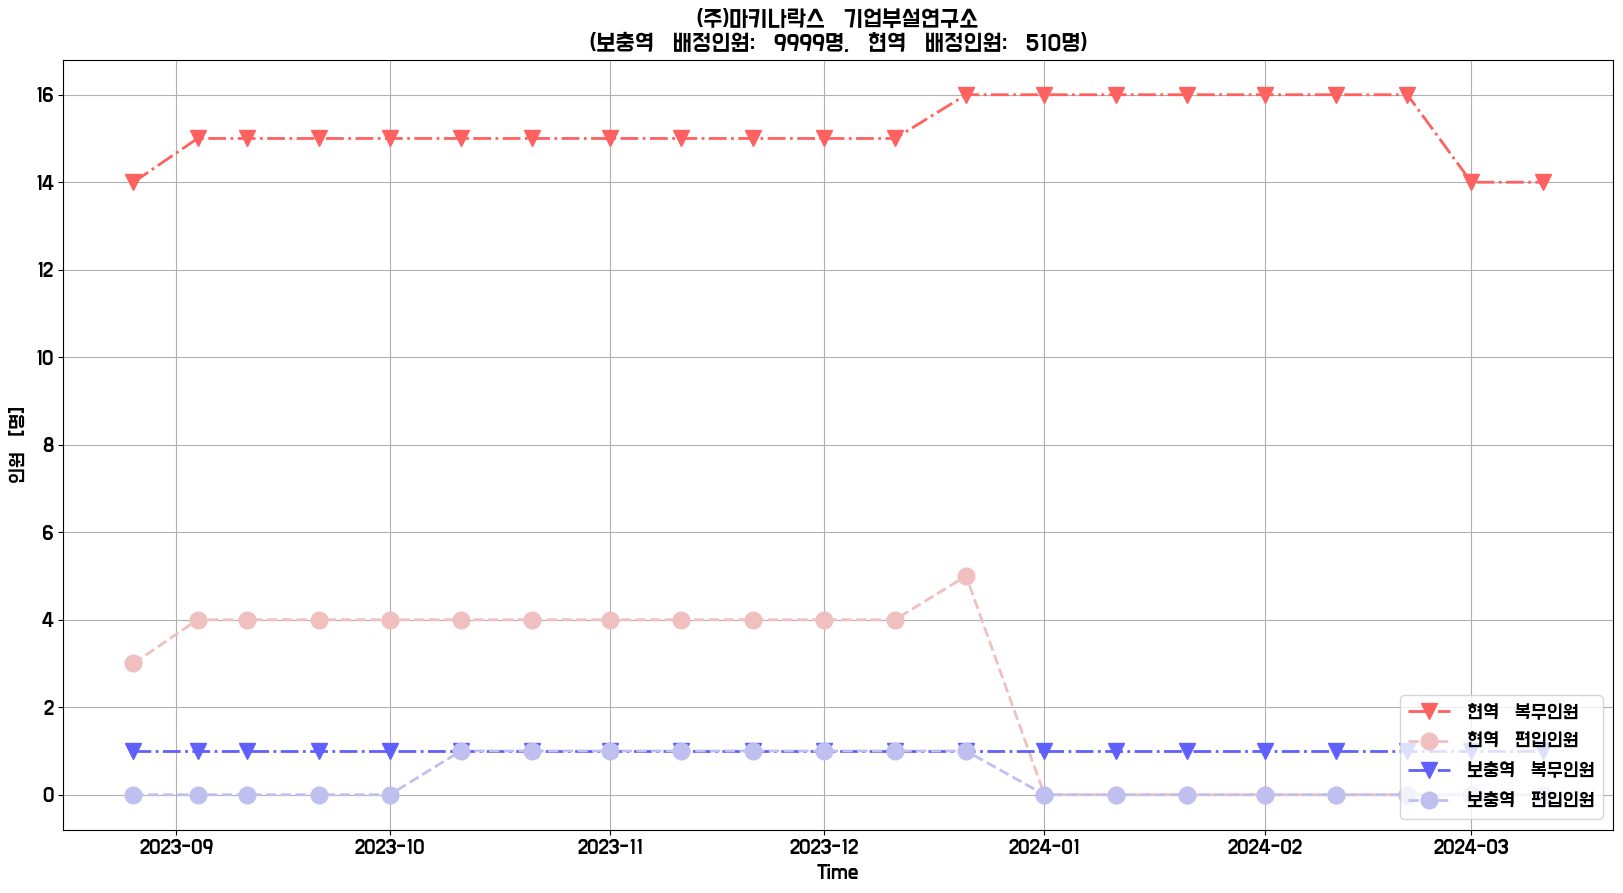 (주)마키나락스 기업부설연구소
(보충역 배정인원: 9999명, 현역 배정인원: 510명)
16
14
12
10
8
6
4
2
0
인원 [명]
2023-09 2023-10 2023-11 2023-12 2024-01 2024-02 2024-03
Time
현역 복무인원
현역 편입인원
보충역 복무인원
보충역 편입인원